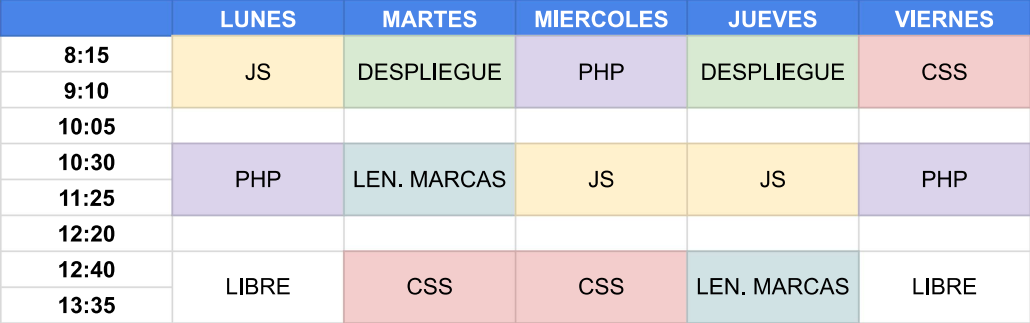 LUNES MARTES MIERCOLES JUEVES VIERNES
8:15
JS DESPLIEGUE PHP DESPLIEGUE CSS
9:10
10:05
10:30
PHP LEN. MARCAS JS JS PHP
11:25
12:20
12:40
LIBRE CSS CSS LEN. MARCAS LIBRE
13:35